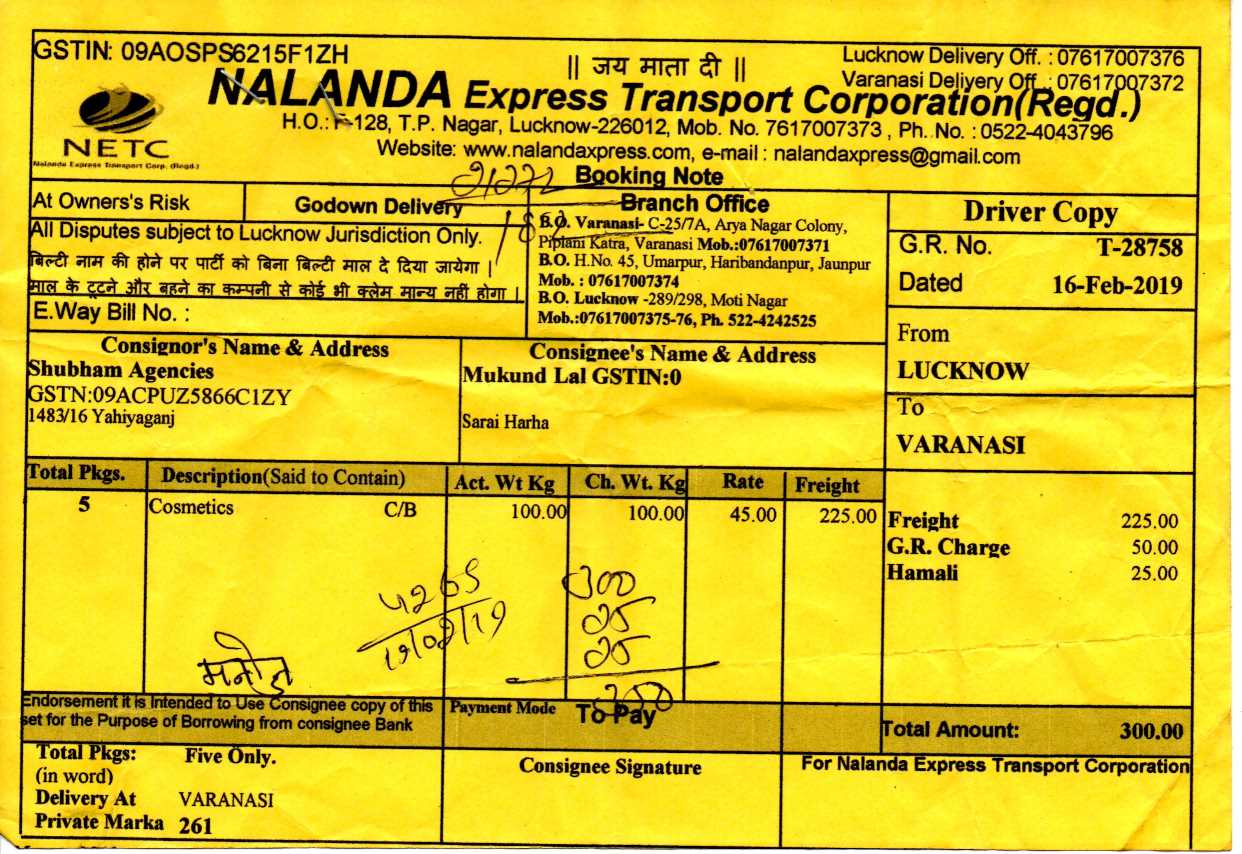 GSTIN: 09AOSPS6215F1ZH
|| जय माता दी ||
Lucknow Delivery Off. : 07617007376
Varanasi Delivery Off. : 07617007372
NALANDA Express Transport Corporation(Regd.)
NETC
Nalanda Express Transport Corp. (Regd.)
H.O.: F-128, T.P. Nagar, Lucknow-226012, Mob. No. 7617007373 , Ph. No. : 0522-4043796
Website: www.nalandaxpress.com, e-mail : nalandaxpress@gmail.com
Booking Note
At Owners's Risk
Godown Delivery
All Disputes subject to Lucknow Jurisdiction Only.
बिल्टी नाम की होने पर पार्टी को बिना बिल्टी माल दे दिया जायेगा |
माल के टूटने और बहने का कम्पनी से कोई भी क्लेम मान्य नहीं होगा |
E.Way Bill No. :
Branch Office
B.O. Varanasi- C-25/7A, Arya Nagar Colony,
Piplani Katra, Varanasi Mob.:07617007371
B.O. H.No. 45, Umarpur, Haribandanpur, Jaunpur
Mob. : 07617007374
B.O. Lucknow -289/298, Moti Nagar
Mob.:07617007375-76, Ph. 522-4242525
Driver Copy
G.R. No. T-28758
Dated 16-Feb-2019
From
LUCKNOW
To
VARANASI
Consignor's Name & Address
Shubham Agencies
GSTN:09ACPUZ5866C1ZY
1483/16 Yahiyaganj
Consignee's Name & Address
Mukund Lal GSTIN:0
Sarai Harha
Total Pkgs. Description(Said to Contain) Act. Wt Kg Ch. Wt. Kg Rate Freight
5 Cosmetics C/B 100.00 100.00 45.00 225.00
Freight 225.00
G.R. Charge 50.00
Hamali 25.00
300
25
25
350
मनोज
Endorsement it is Intended to Use Consignee copy of this
set for the Purpose of Borrowing from consignee Bank
Payment Mode To Pay
Total Amount: 300.00
Total Pkgs: Five Only.
(in word)
Delivery At VARANASI
Private Marka 261
Consignee Signature
For Nalanda Express Transport Corporation